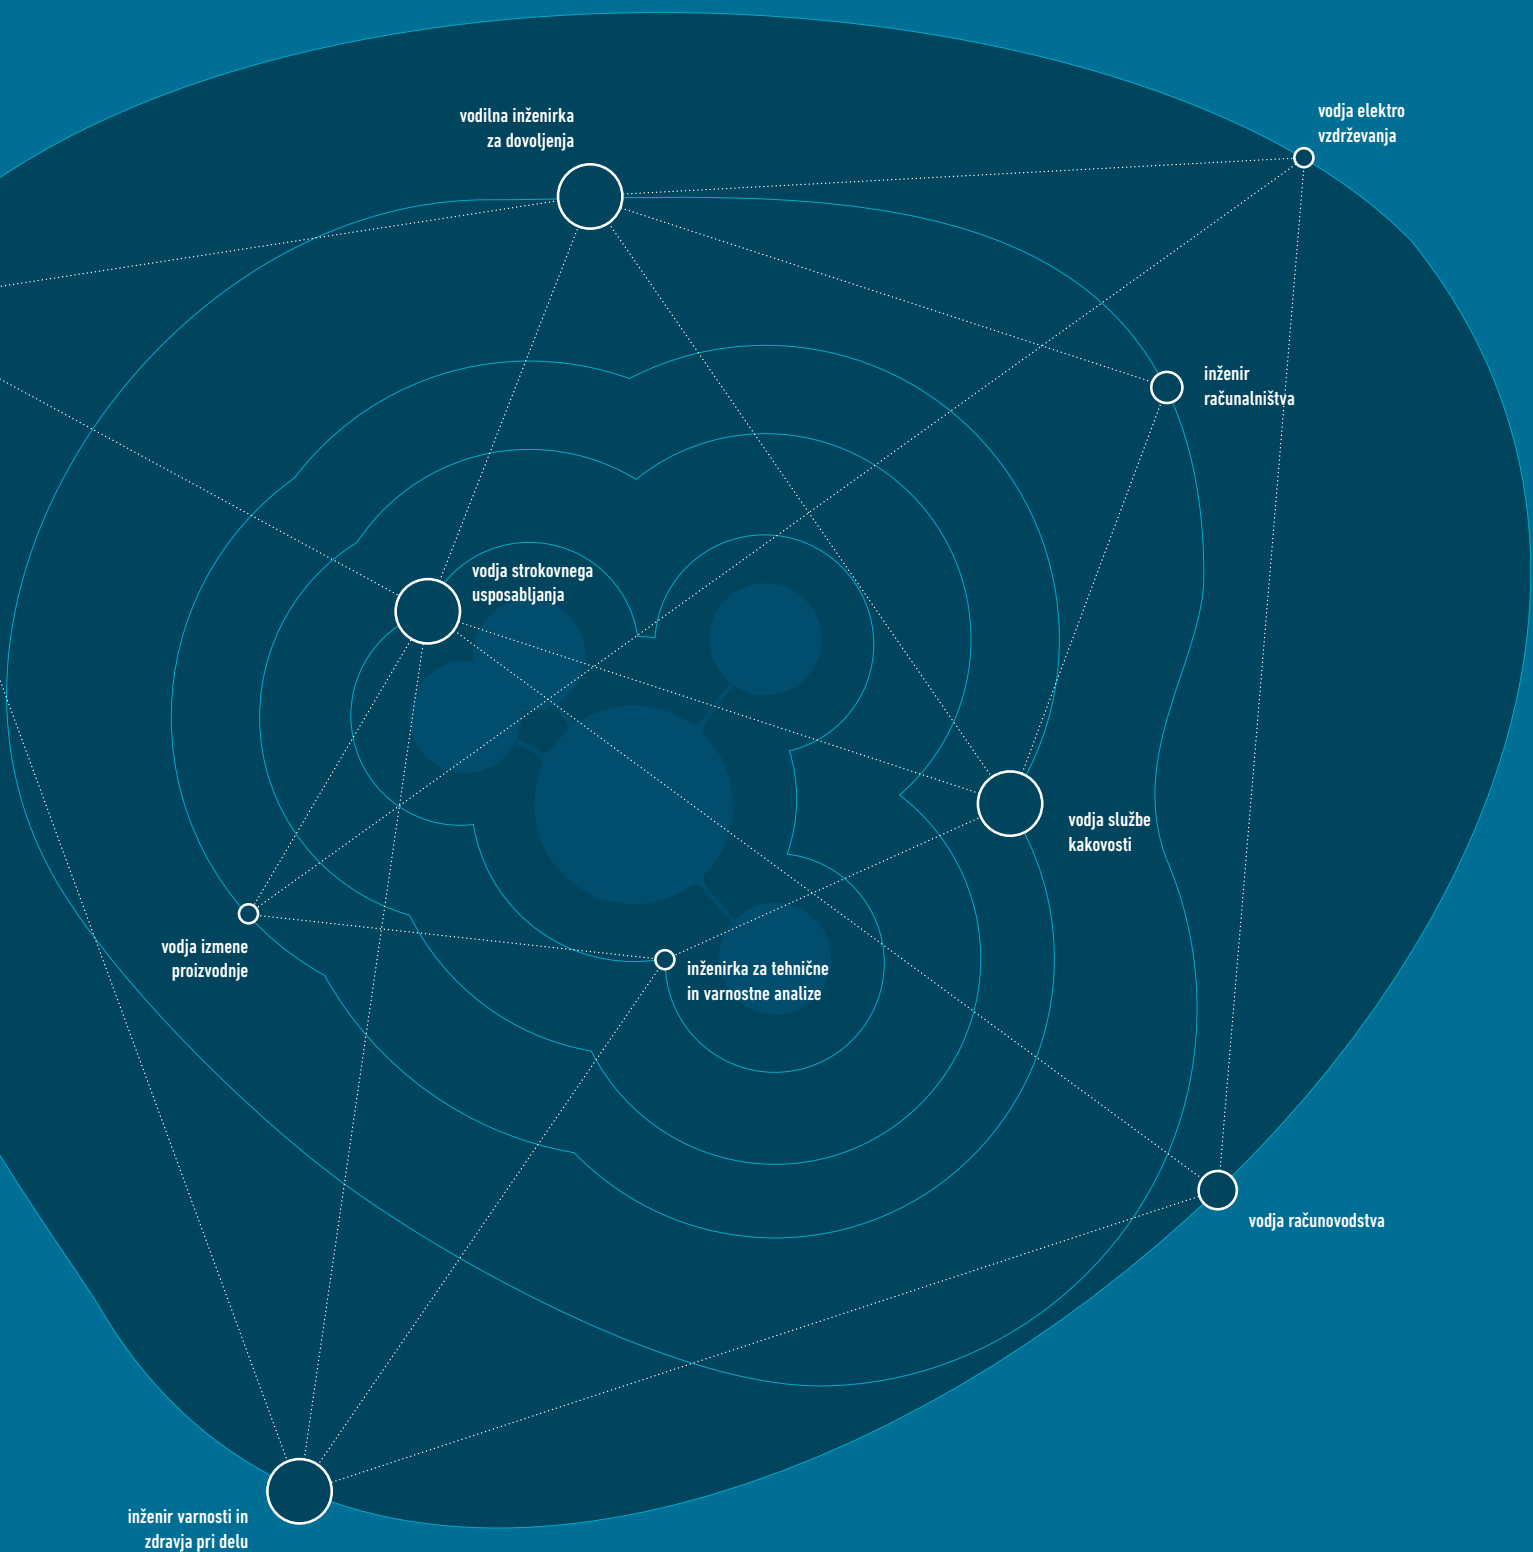 vodilna inženirka
za dovoljenja
vodja elektro
vzdrževanja
inženir
računalništva
vodja strokovnega
usposabljanja
vodja službe
kakovosti
vodja izmene
proizvodnje
inženirka za tehnične
in varnostne analize
vodja računovodstva
inženir varnosti in
zdravja pri delu